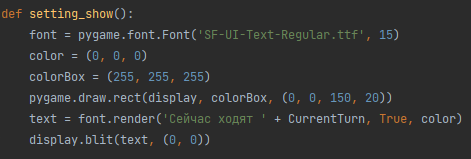 def setting_show():
    font = pygame.font.Font('SF-UI-Text-Regular.ttf', 15)
    color = (0, 0, 0)
    colorBox = (255, 255, 255)
    pygame.draw.rect(display, colorBox, (0, 0, 150, 20))
    text = font.render('Сейчас ходят ' + CurrentTurn, True, color)
    display.blit(text, (0, 0))